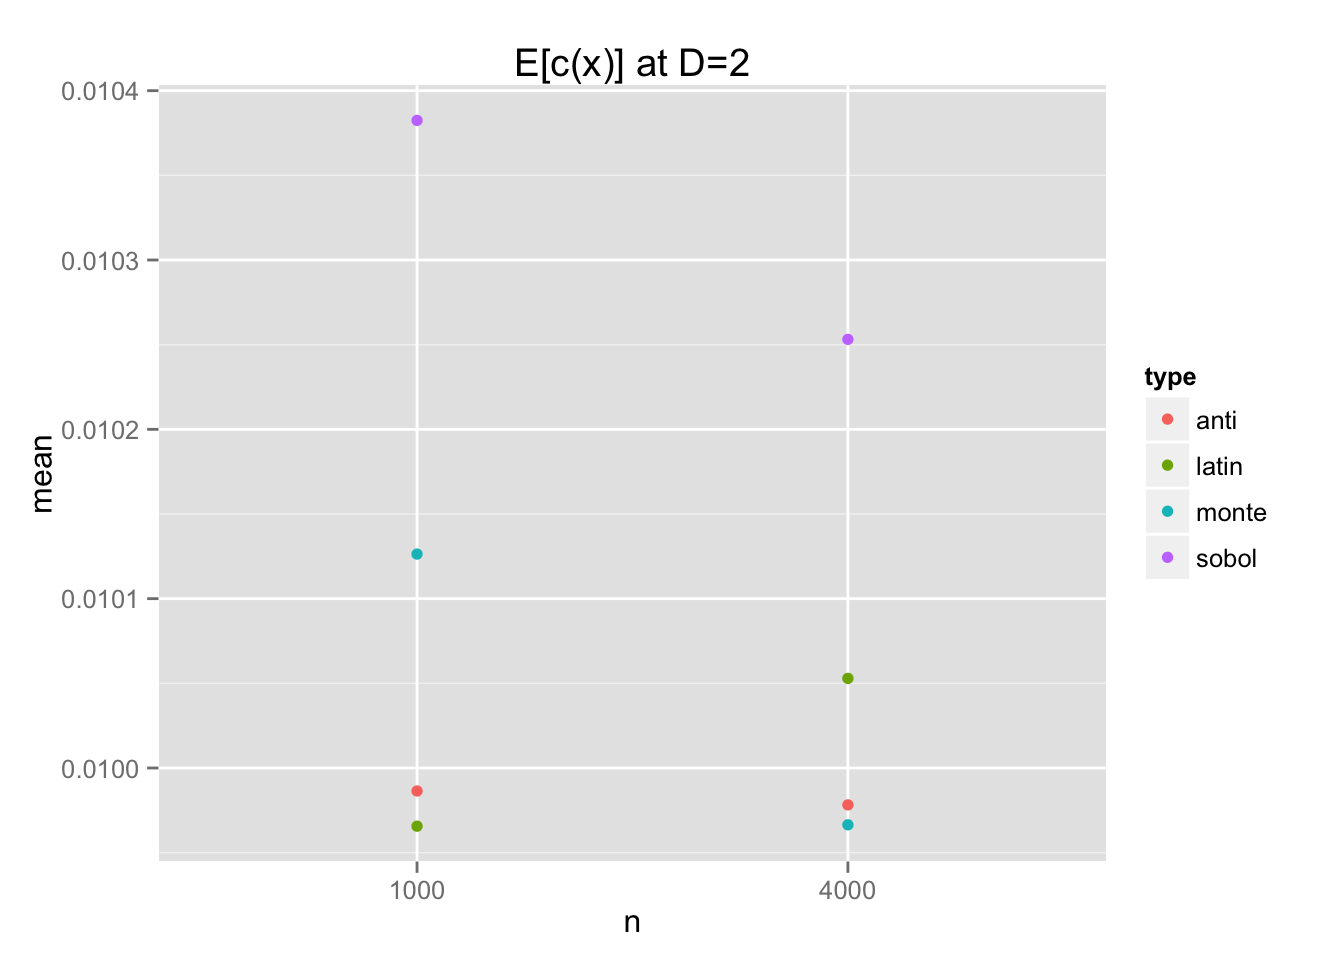 E[c(x)] at D=2
0.0104
0.0103
0.0102
0.0101
0.0100
mean
1000
4000
n
type
anti
latin
monte
sobol